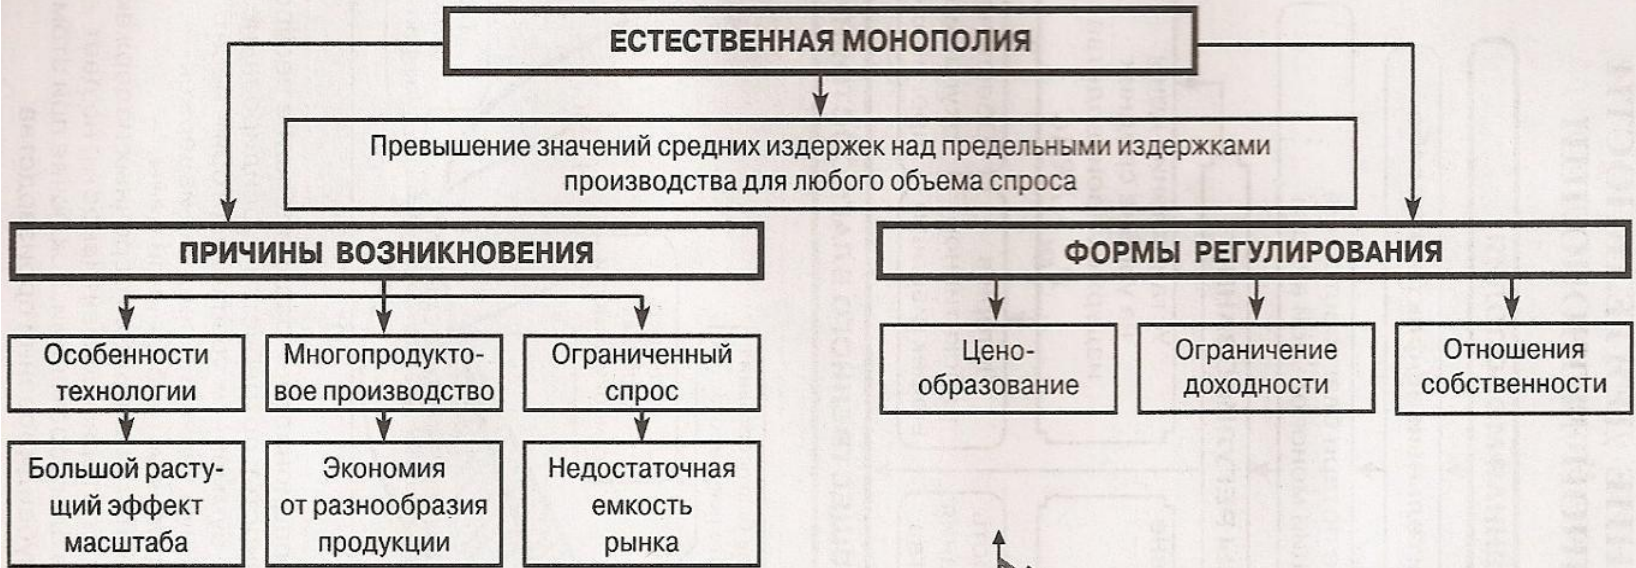 ЕСТЕСТВЕННАЯ МОНОПОЛИЯ
Превышение значений средних издержек над предельными издержками
производства для любого объема спроса
ПРИЧИНЫ ВОЗНИКНОВЕНИЯ
Особенности
технологии
Многопродукто-
вое производство
Ограниченный
спрос
Большой расту-
щий эффект
масштаба
Экономия
от разнообразия
продукции
Недостаточная
емкость
рынка
ФОРМЫ РЕГУЛИРОВАНИЯ
Цено-
образование
Ограничение
доходности
Отношения
собственности